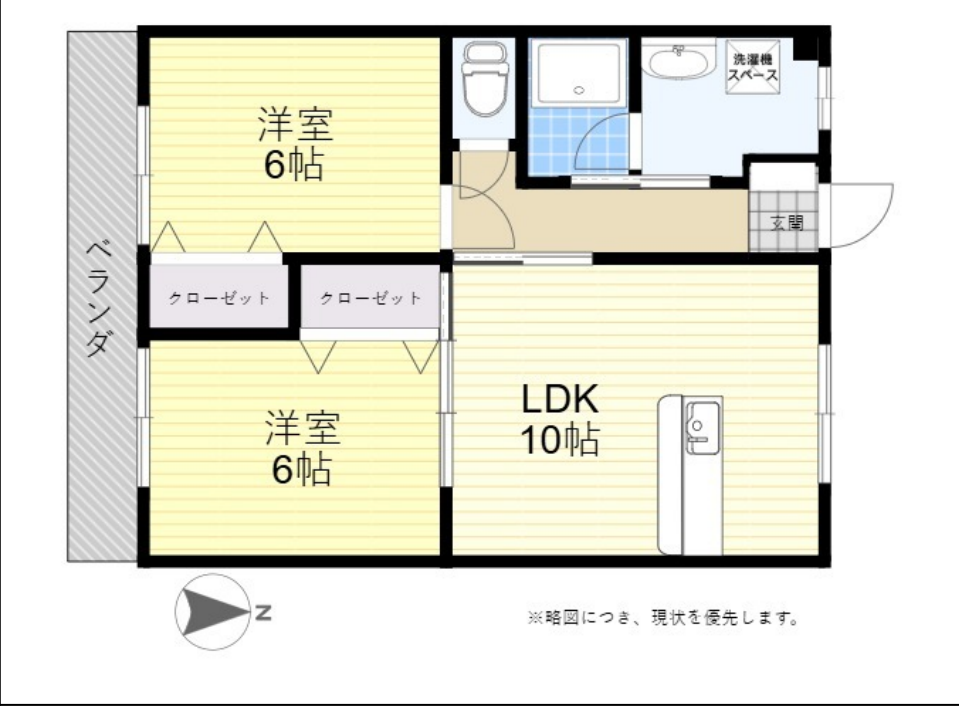 洗濯機
スペース
洋室
6帖
玄関
ベランダ
クローゼット
クローゼット
LDK
10帖
洋室
6帖
N
※略図につき、現状を優先します。